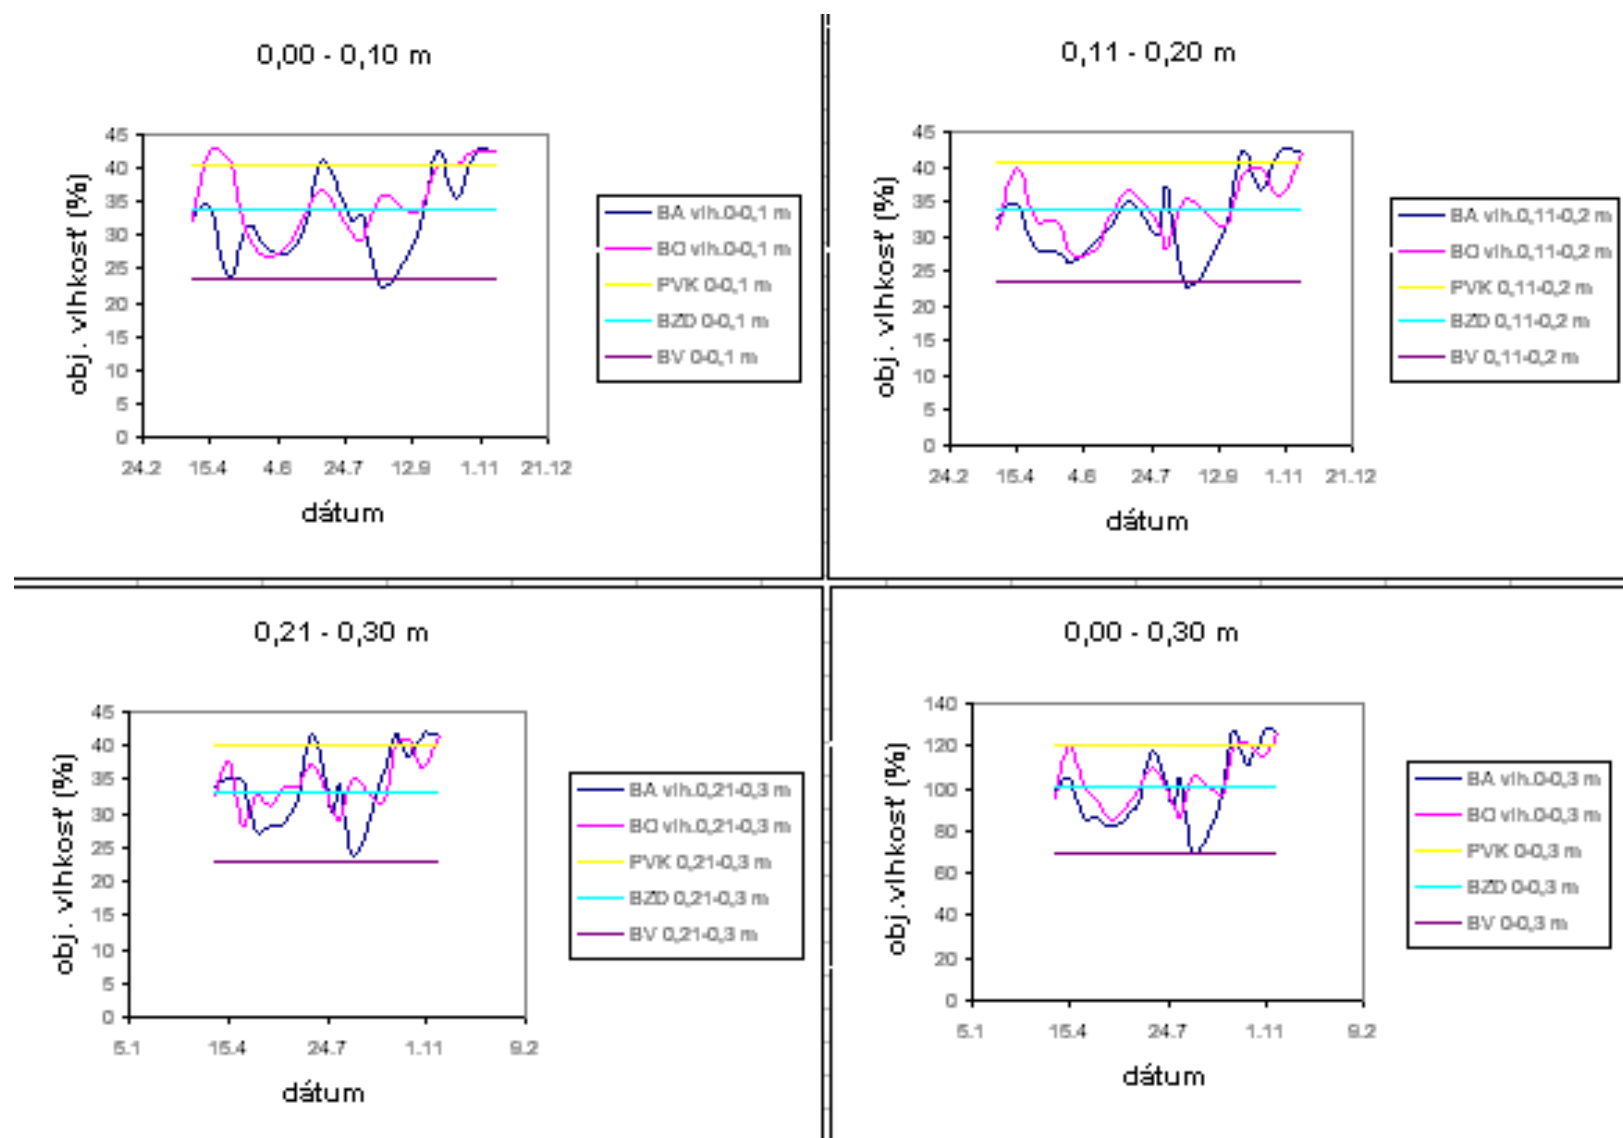 0,00 - 0,10 m
obj. vlhkosť (%)
45
40
35
30
25
20
15
10
5
0
24.2 15.4 4.6 24.7 12.9 1.11 21.12
dátum
BA vlh.0-0,1 m
BO vlh.0-0,1 m
PVK 0-0,1 m
BZD 0-0,1 m
BV 0-0,1 m
0,11 - 0,20 m
obj. vlhkosť (%)
45
40
35
30
25
20
15
10
5
0
24.2 15.4 4.6 24.7 12.9 1.11 21.12
dátum
BA vlh.0,11-0,2 m
BO vlh.0,11-0,2 m
PVK 0,11-0,2 m
BZD 0,11-0,2 m
BV 0,11-0,2 m
0,21 - 0,30 m
obj. vlhkosť (%)
45
40
35
30
25
20
15
10
5
0
5.1 15.4 24.7 1.11 9.2
dátum
BA vlh.0,21-0,3 m
BO vlh.0,21-0,3 m
PVK 0,21-0,3 m
BZD 0,21-0,3 m
BV 0,21-0,3 m
0,00 - 0,30 m
obj.vlhkosť (%)
140
120
100
80
60
40
20
0
5.1 15.4 24.7 1.11 9.2
dátum
BA vlh.0-0,3 m
BO vlh.0-0,3 m
PVK 0-0,3 m
BZD 0-0,3 m
BV 0-0,3 m